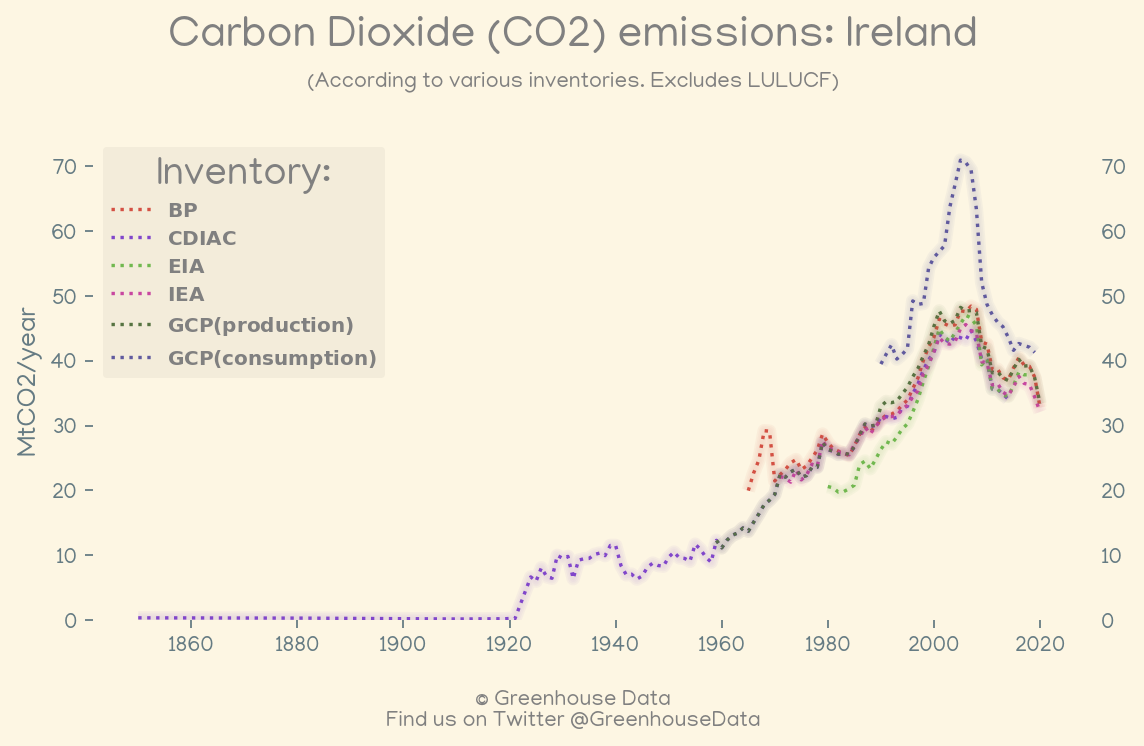 Carbon Dioxide (CO2) emissions: Ireland
(According to various inventories. Excludes LULUCF)
Inventory:
BP
CDIAC
EIA
IEA
GCP(production)
GCP(consumption)
MtCO2/year
70
60
50
40
30
20
10
0
70
60
50
40
30
20
10
0
1860 1880 1900 1920 1940 1960 1980 2000 2020
© Greenhouse Data
Find us on Twitter @GreenhouseData